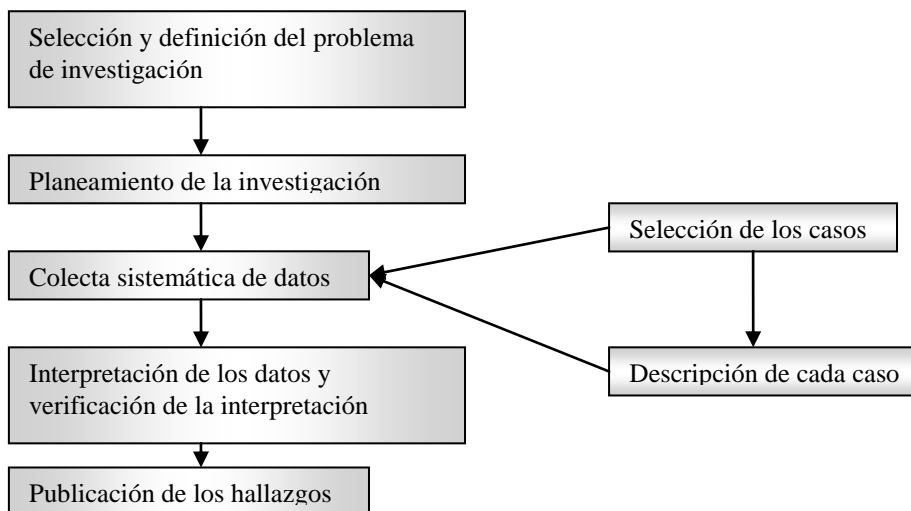 Selección y definición del problema
de investigación
Planeamiento de la investigación
Selección de los casos
Colecta sistemática de datos
Interpretación de los datos y
verificación de la interpretación
Descripción de cada caso
Publicación de los hallazgos